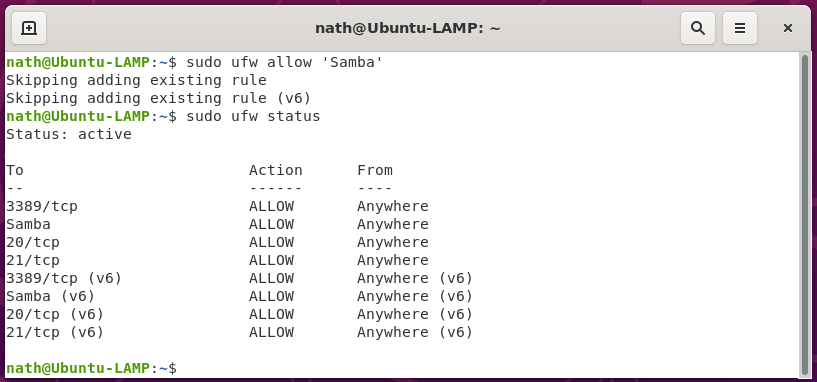 nath@Ubuntu-LAMP: ~
nath@Ubuntu-LAMP:~$ sudo ufw allow 'Samba'
Skipping adding existing rule
Skipping adding existing rule (v6)
nath@Ubuntu-LAMP:~$ sudo ufw status
Status: active

To                         Action      From
--                         ------      ----
3389/tcp                   ALLOW       Anywhere
Samba                      ALLOW       Anywhere
20/tcp                     ALLOW       Anywhere
21/tcp                     ALLOW       Anywhere
3389/tcp (v6)              ALLOW       Anywhere (v6)
Samba (v6)                 ALLOW       Anywhere (v6)
20/tcp (v6)                ALLOW       Anywhere (v6)
21/tcp (v6)                ALLOW       Anywhere (v6)

nath@Ubuntu-LAMP:~$